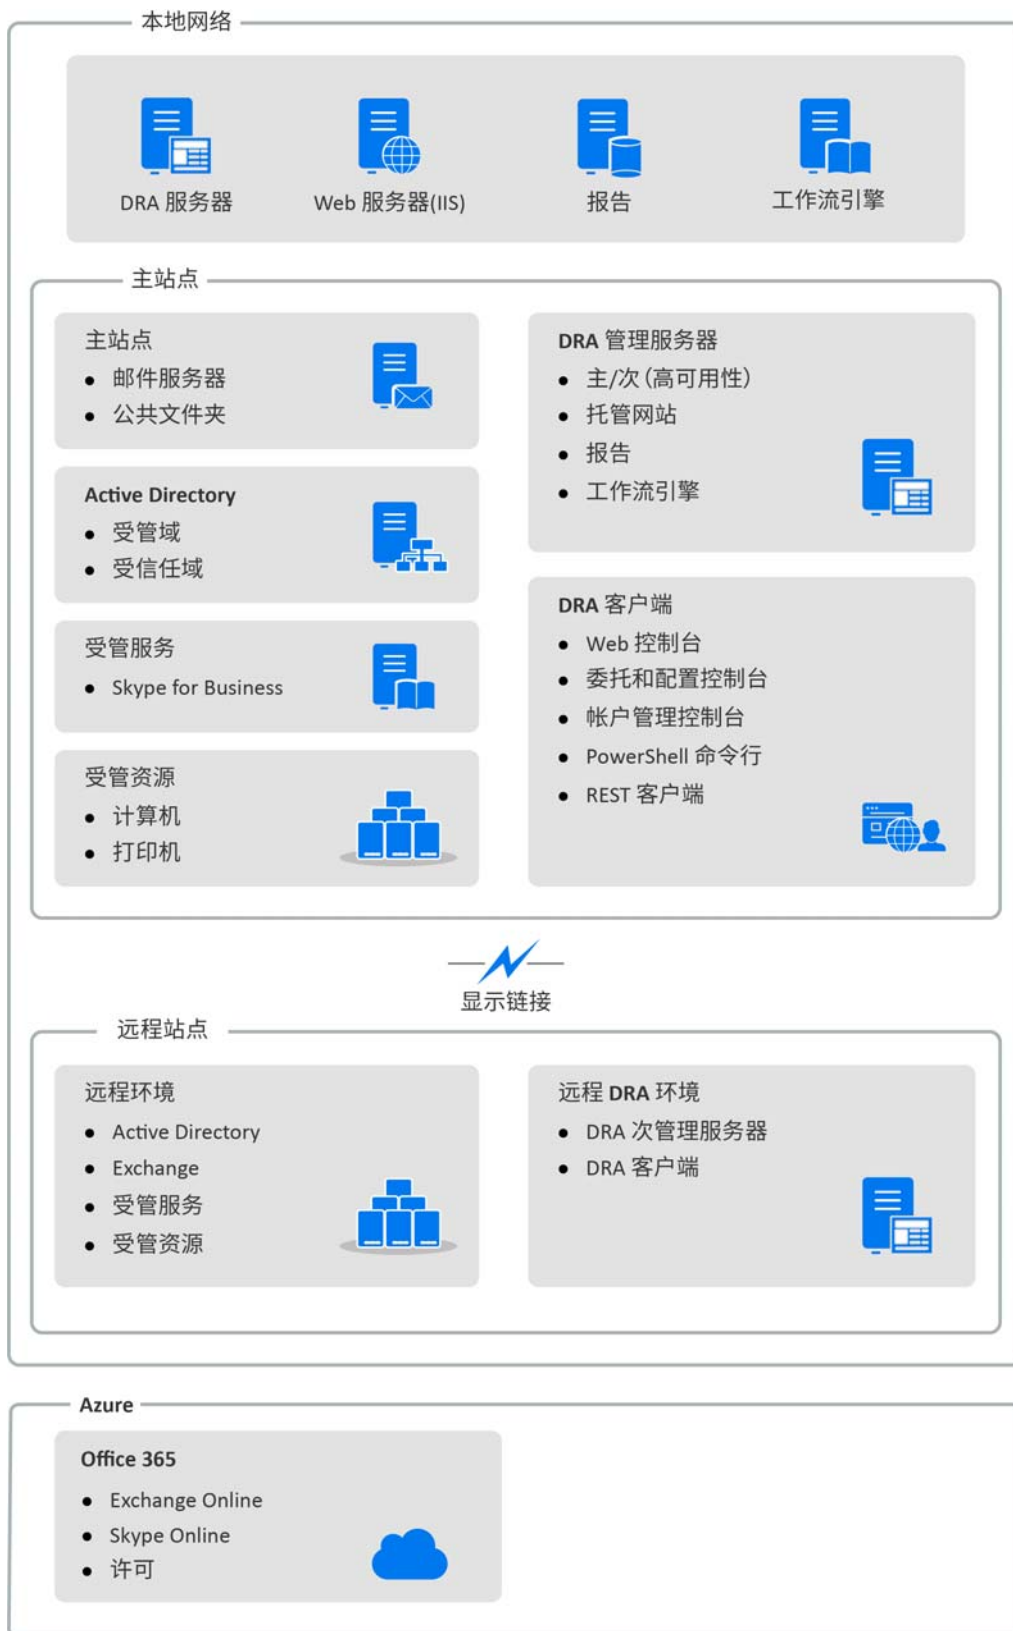 本地网络
DRA 服务器
Web 服务器(IIS)
报告
工作流引擎
主站点
主站点
• 邮件服务器
• 公共文件夹
Active Directory
• 受管域
• 受信任域
受管服务
• Skype for Business
受管资源
• 计算机
• 打印机
DRA 管理服务器
• 主/次 (高可用性)
• 托管网站
• 报告
• 工作流引擎
DRA 客户端
• Web 控制台
• 委托和配置控制台
• 帐户管理控制台
• PowerShell 命令行
• REST 客户端
显示链接
远程站点
远程环境
• Active Directory
• Exchange
• 受管服务
• 受管资源
远程 DRA 环境
• DRA 次管理服务器
• DRA 客户端
Azure
Office 365
• Exchange Online
• Skype Online
• 许可